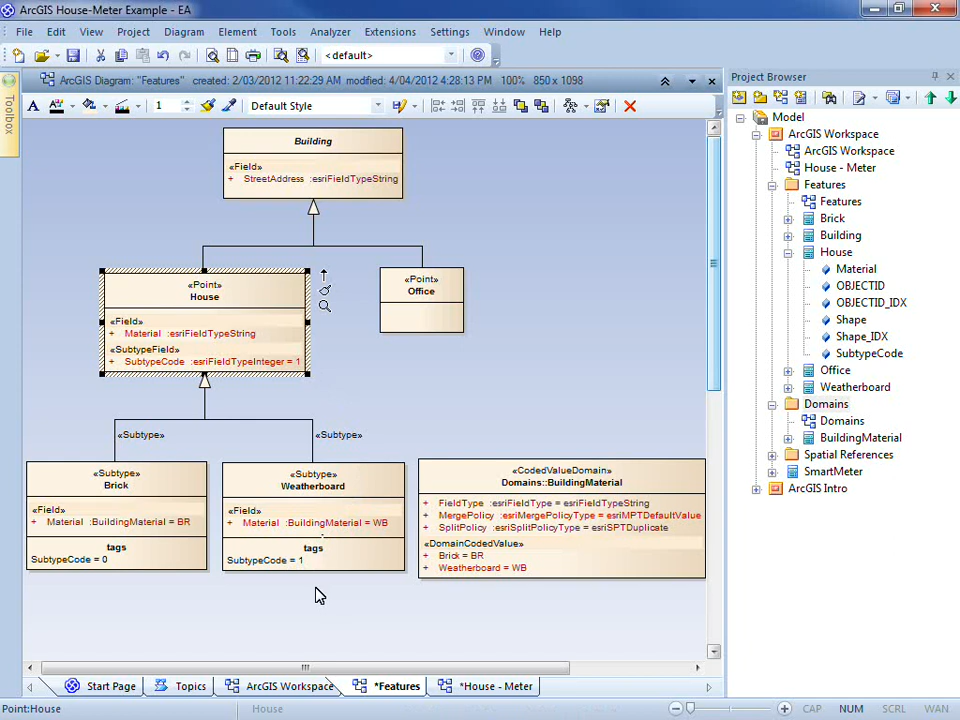 ArcGIS House-Meter Example - EA
File Edit View Project Diagram Element Tools Analyzer Extensions Settings Window Help
<default>
Toolbox
ArcGIS Diagram: "Features" created: 2/03/2012 11:22:29 AM modified: 4/04/2012 4:28:13 PM 100% 850 x 1098
A 1 Default Style
Building
«Field»
+ StreetAddress :esriFieldTypeString
«Point»
House
«Field»
+ Material :esriFieldTypeString
«SubtypeField»
+ SubtypeCode :esriFieldTypeInteger = 1
«Point»
Office
«Subtype» «Subtype»
«Subtype»
Brick
«Field»
+ Material :BuildingMaterial = BR
tags
SubtypeCode = 0
«Subtype»
Weatherboard
«Field»
+ Material :BuildingMaterial = WB
tags
SubtypeCode = 1
«CodedValueDomain»
Domains::BuildingMaterial
+ FieldType :esriFieldType = esriFieldTypeString
+ MergePolicy :esriMergePolicyType = esriMPTDefaultValue
+ SplitPolicy :esriSplitPolicyType = esriSPTDuplicate
«DomainCodedValue»
+ Brick = BR
+ Weatherboard = WB
Project Browser
Model
ArcGIS Workspace
ArcGIS Workspace
House - Meter
Features
Features
Brick
Building
House
Material
OBJECTID
OBJECTID_IDX
Shape
Shape_IDX
SubtypeCode
Office
Weatherboard
Domains
Domains
BuildingMaterial
Spatial References
SmartMeter
ArcGIS Intro
Start Page Topics ArcGIS Workspace *Features *House - Meter
Point:House House CAP NUM SCRL WAN